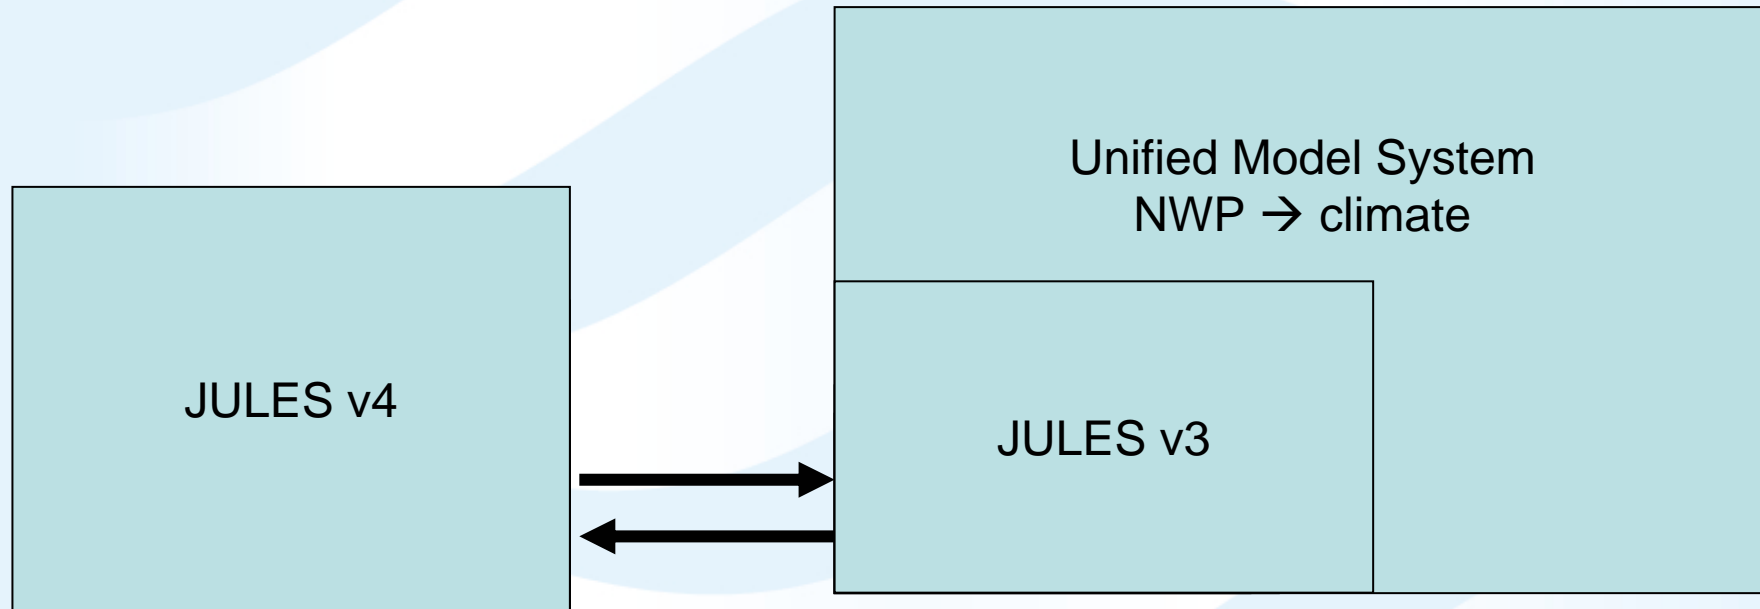 Unified Model System
NWP → climate
JULES v4
JULES v3